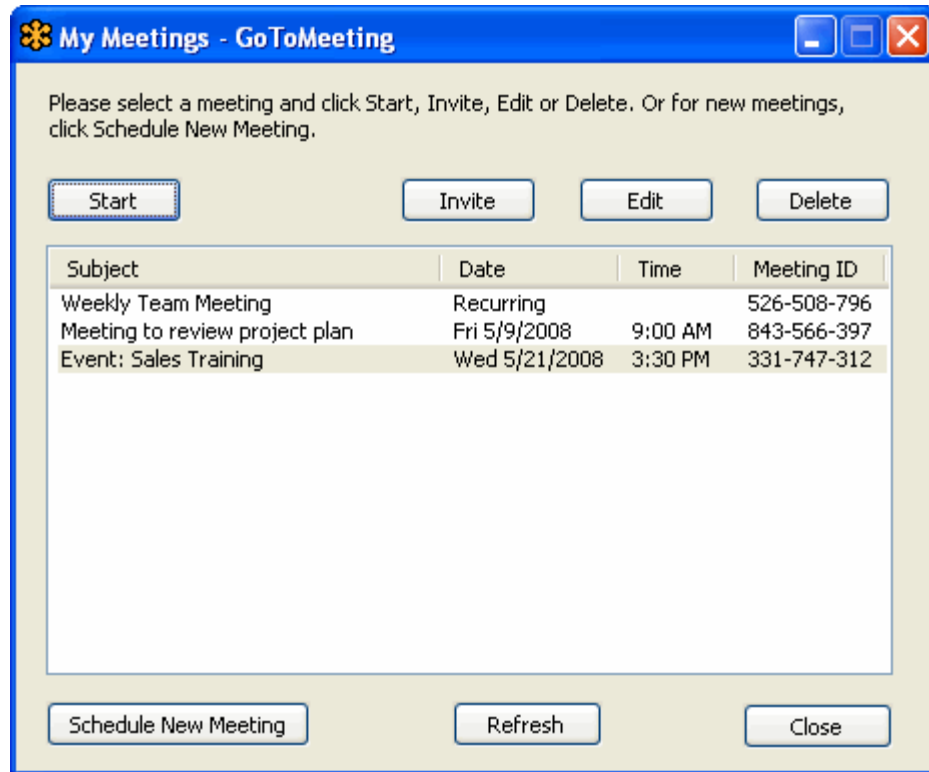 My Meetings - GoToMeeting
Please select a meeting and click Start, Invite, Edit or Delete. Or for new meetings,
click Schedule New Meeting.
Start Invite Edit Delete
Subject Date Time Meeting ID
Weekly Team Meeting Recurring 526-508-796
Meeting to review project plan Fri 5/9/2008 9:00 AM 843-566-397
Event: Sales Training Wed 5/21/2008 3:30 PM 331-747-312
Schedule New Meeting Refresh Close